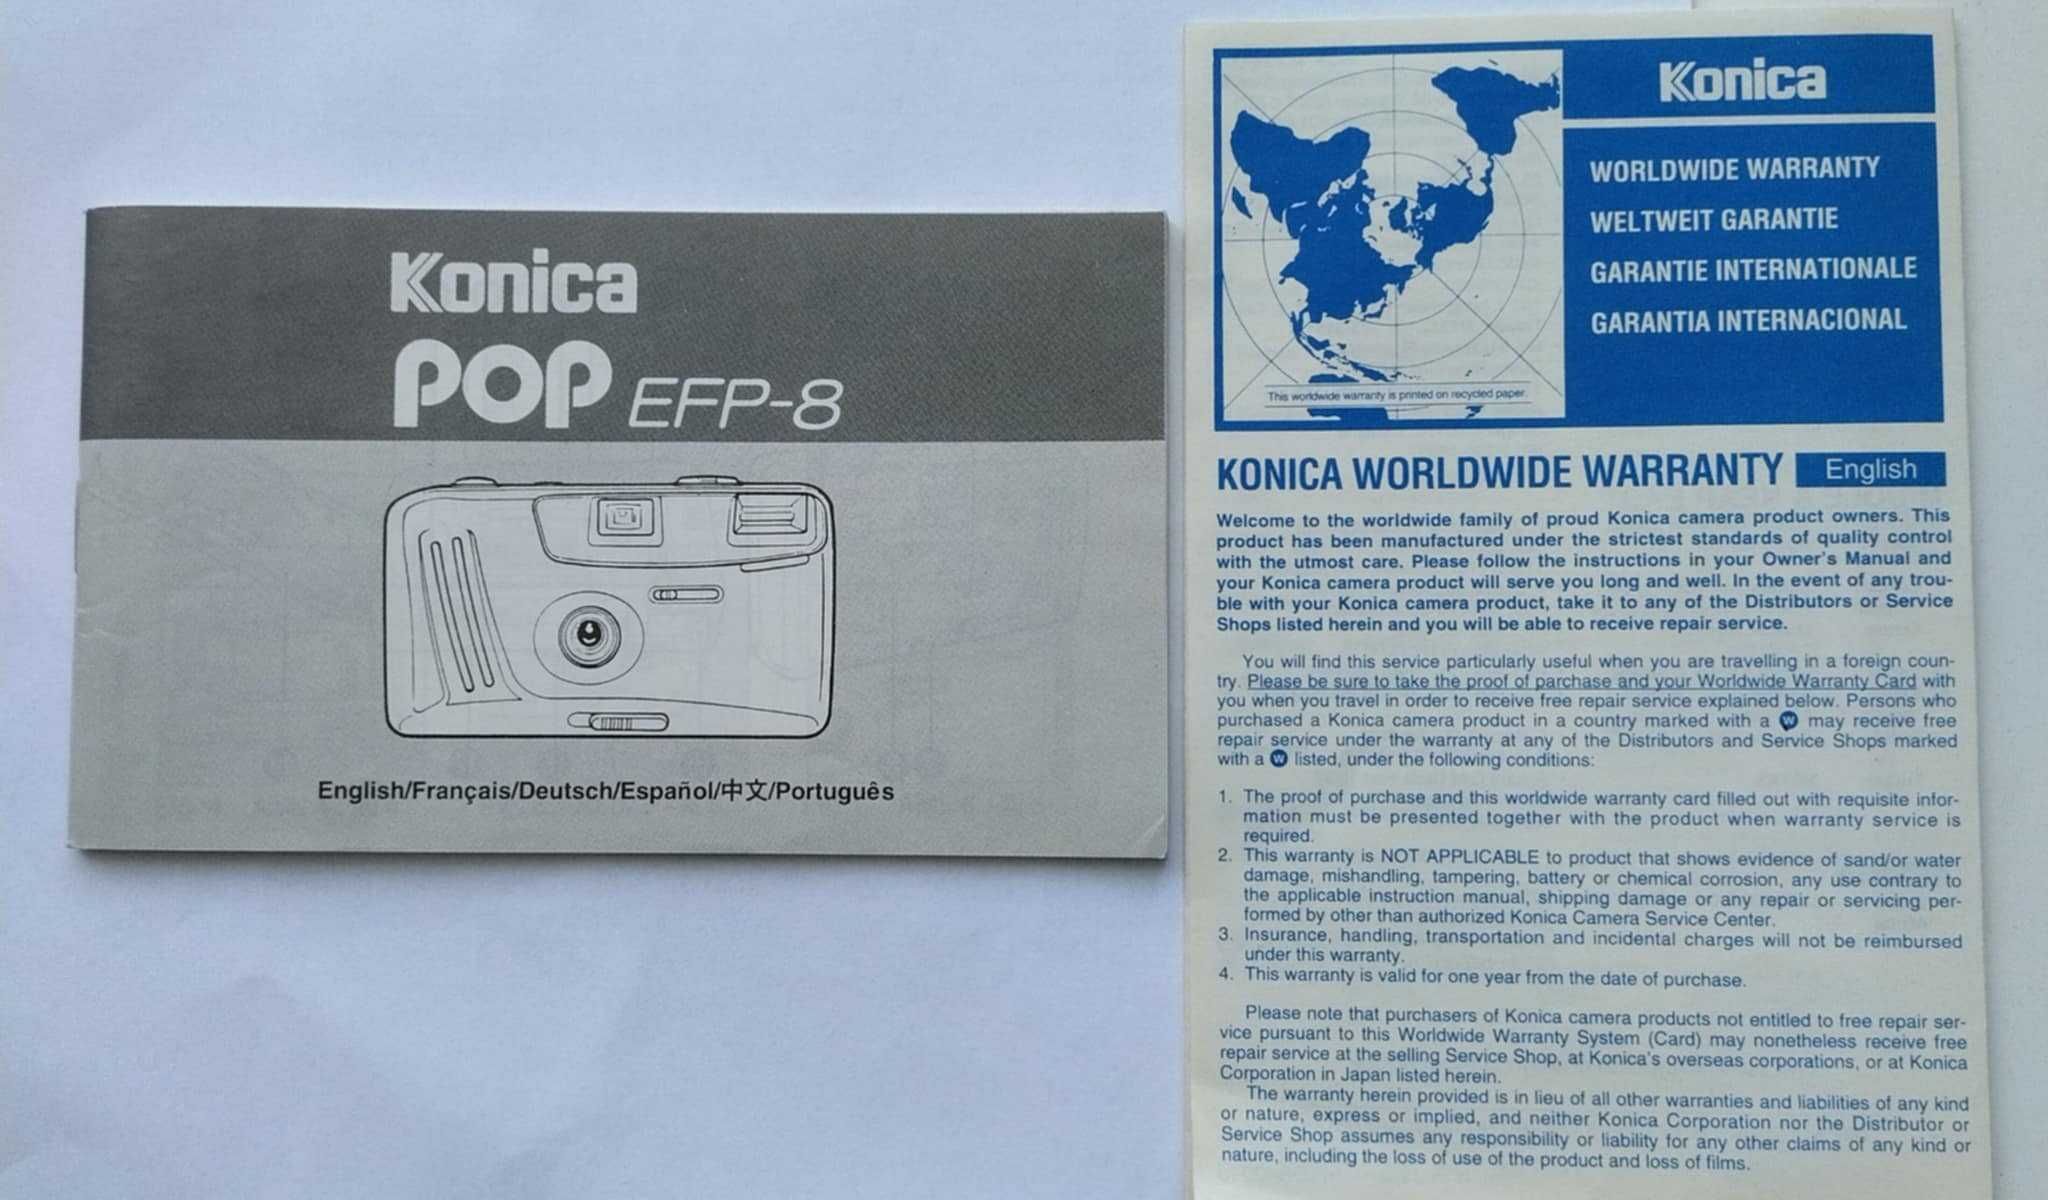 Konica
POP EFP-8
English/Français/Deutsch/Español/中文/Português
Konica
WORLDWIDE WARRANTY
WELTWEIT GARANTIE
GARANTIE INTERNATIONALE
GARANTIA INTERNACIONAL
This worldwide warranty is printed on recycled paper.
KONICA WORLDWIDE WARRANTY English
Welcome to the worldwide family of proud Konica camera product owners. This
product has been manufactured under the strictest standards of quality control
with the utmost care. Please follow the instructions in your Owner's Manual and
your Konica camera product will serve you long and well. In the event of any trou-
ble with your Konica camera product, take it to any of the Distributors or Service
Shops listed herein and you will be able to receive repair service.
You will find this service particularly useful when you are travelling in a foreign coun-
try. Please be sure to take the proof of purchase and your Worldwide Warranty Card with
you when you travel in order to receive free repair service explained below. Persons who
purchased a Konica camera product in a country marked with a W may receive free
repair service under the warranty at any of the Distributors and Service Shops marked
with a W listed, under the following conditions:
1. The proof of purchase and this worldwide warranty card filled out with requisite infor-
mation must be presented together with the product when warranty service is
required.
2. This warranty is NOT APPLICABLE to product that shows evidence of sand/or water
damage, mishandling, tampering, battery or chemical corrosion, any use contrary to
the applicable instruction manual, shipping damage or any repair or servicing per-
formed by other than authorized Konica Camera Service Center.
3. Insurance, handling, transportation and incidental charges will not be reimbursed
under this warranty.
4. This warranty is valid for one year from the date of purchase.
Please note that purchasers of Konica camera products not entitled to free repair ser-
vice pursuant to this Worldwide Warranty System (Card) may nonetheless receive free
repair service at the selling Service Shop, at Konica's overseas corporations, or at Konica
Corporation in Japan listed herein.
The warranty herein provided is in lieu of all other warranties and liabilities of any kind
or nature, express or implied, and neither Konica Corporation nor the Distributor or
Service Shop assumes any responsibility or liability for any other claims of any kind or
nature, including the loss of use of the product and loss of films.